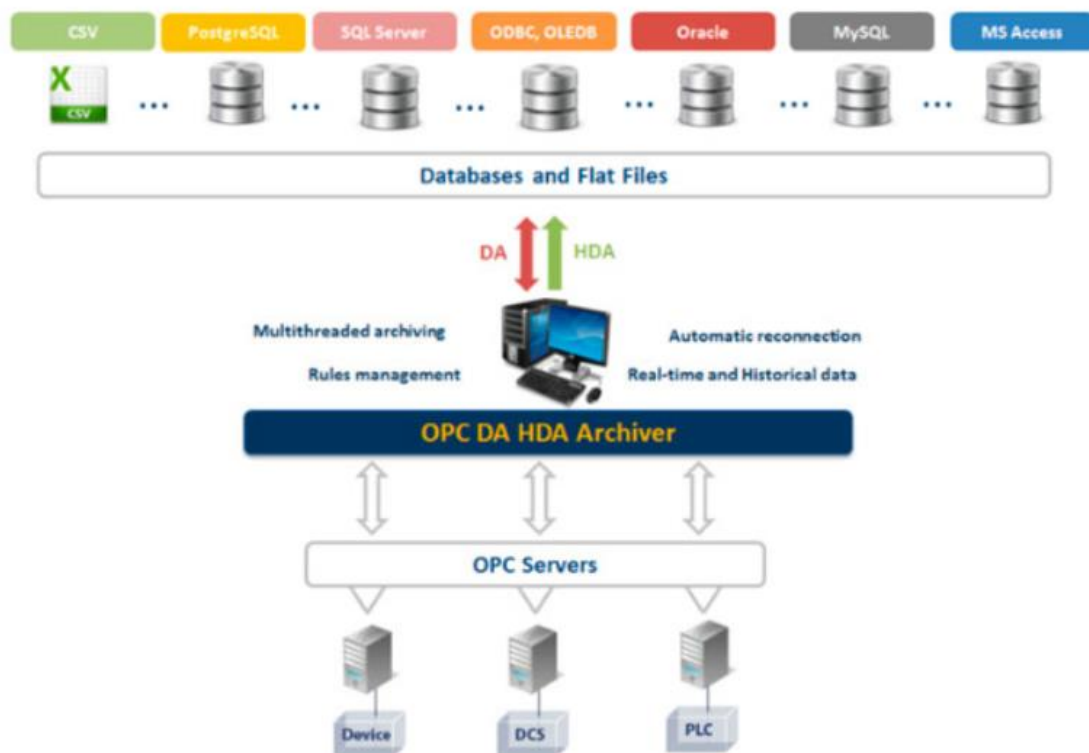 CSV
PostgreSQL
SQL Server
ODBC, OLEDB
Oracle
MySQL
MS Access
X
CSV
Databases and Flat Files
DA
HDA
Multithreaded archiving
Automatic reconnection
Rules management
Real-time and Historical data
OPC DA HDA Archiver
OPC Servers
Device
DCS
PLC